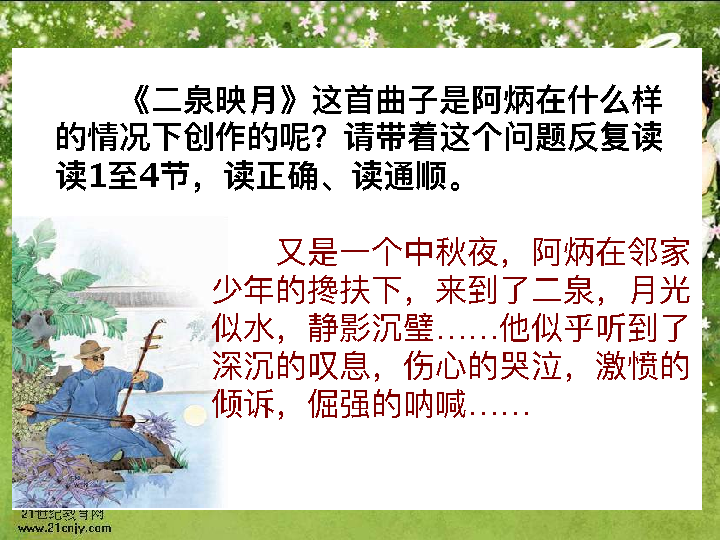 《二泉映月》这首曲子是阿炳在什么样
的情况下创作的呢？请带着这个问题反复读
读1至4节，读正确、读通顺。
又是一个中秋夜，阿炳在邻家
少年的搀扶下，来到了二泉，月光
似水，静影沉璧……他似乎听到了
深沉的叹息，伤心的哭泣，激愤的
倾诉，倔强的呐喊……
21世纪教育网
www.21cnjy.com